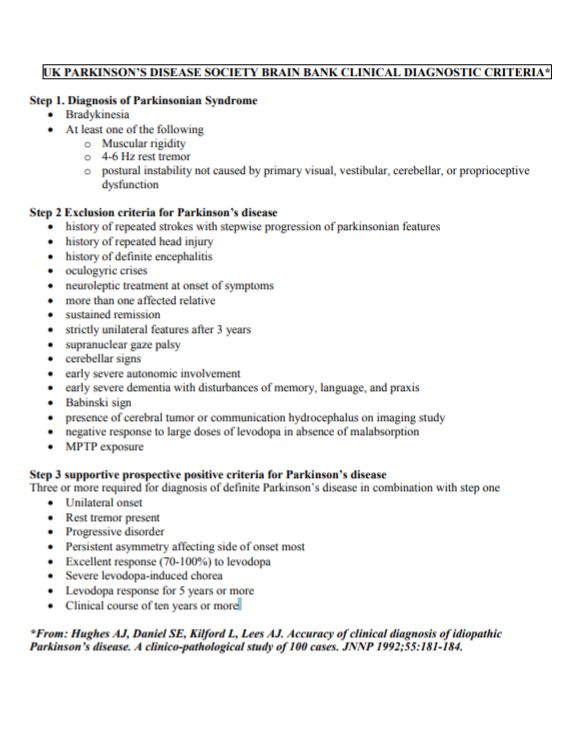 UK PARKINSON'S DISEASE SOCIETY BRAIN BANK CLINICAL DIAGNOSTIC CRITERIA*
Step 1. Diagnosis of Parkinsonian Syndrome
• Bradykinesia
• At least one of the following
o Muscular rigidity
o 4-6 Hz rest tremor
o postural instability not caused by primary visual, vestibular, cerebellar, or proprioceptive
dysfunction
Step 2 Exclusion criteria for Parkinson's disease
• history of repeated strokes with stepwise progression of parkinsonian features
• history of repeated head injury
• history of definite encephalitis
• oculogyric crises
• neuroleptic treatment at onset of symptoms
• more than one affected relative
• sustained remission
• strictly unilateral features after 3 years
• supranuclear gaze palsy
• cerebellar signs
• early severe autonomic involvement
• early severe dementia with disturbances of memory, language, and praxis
• Babinski sign
• presence of cerebral tumor or communication hydrocephalus on imaging study
• negative response to large doses of levodopa in absence of malabsorption
• MPTP exposure
Step 3 supportive prospective positive criteria for Parkinson's disease
Three or more required for diagnosis of definite Parkinson's disease in combination with step one
• Unilateral onset
• Rest tremor present
• Progressive disorder
• Persistent asymmetry affecting side of onset most
• Excellent response (70-100%) to levodopa
• Severe levodopa-induced chorea
• Levodopa response for 5 years or more
• Clinical course of ten years or more
*From: Hughes AJ, Daniel SE, Kilford L, Lees AJ. Accuracy of clinical diagnosis of idiopathic
Parkinson's disease. A clinico-pathological study of 100 cases. JNNP 1992;55:181-184.